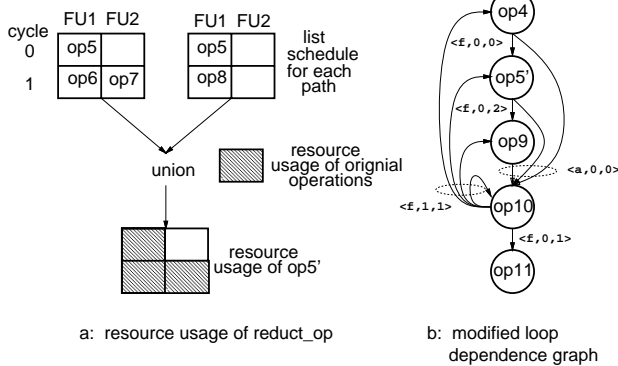 FU1 FU2
FU1 FU2
cycle
0
1
op5
op6
op7
op5
op8
list
schedule
for each
path
union
resource
usage of orignial
operations
resource
usage of op5'
a: resource usage of reduct_op
op4
<f,0,0>
op5'
<f,0,2>
op9
<a,0,0>
op10
<f,1,1>
<f,0,1>
op11
b: modified loop
dependence graph